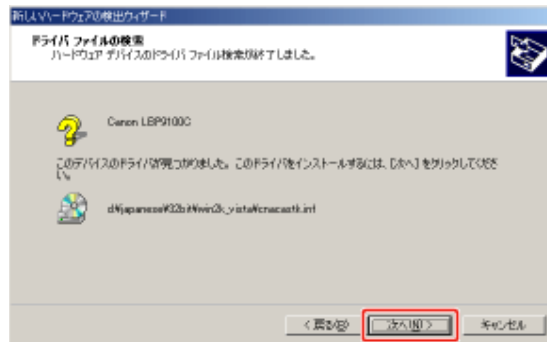 新しいハードウェアの検出ウィザード
ドライバ ファイルの検索
ハードウェア デバイスのドライバ ファイル検索が終了しました。
Canon LBP9100C
このデバイスのドライバが見つかりました。このドライバをインストールするには、[次へ] をクリックしてくださ
い。
d:¥japanese¥32bit¥win2k_vista¥cnacastk.inf
< 戻る(B)
次へ(N) >
キャンセル